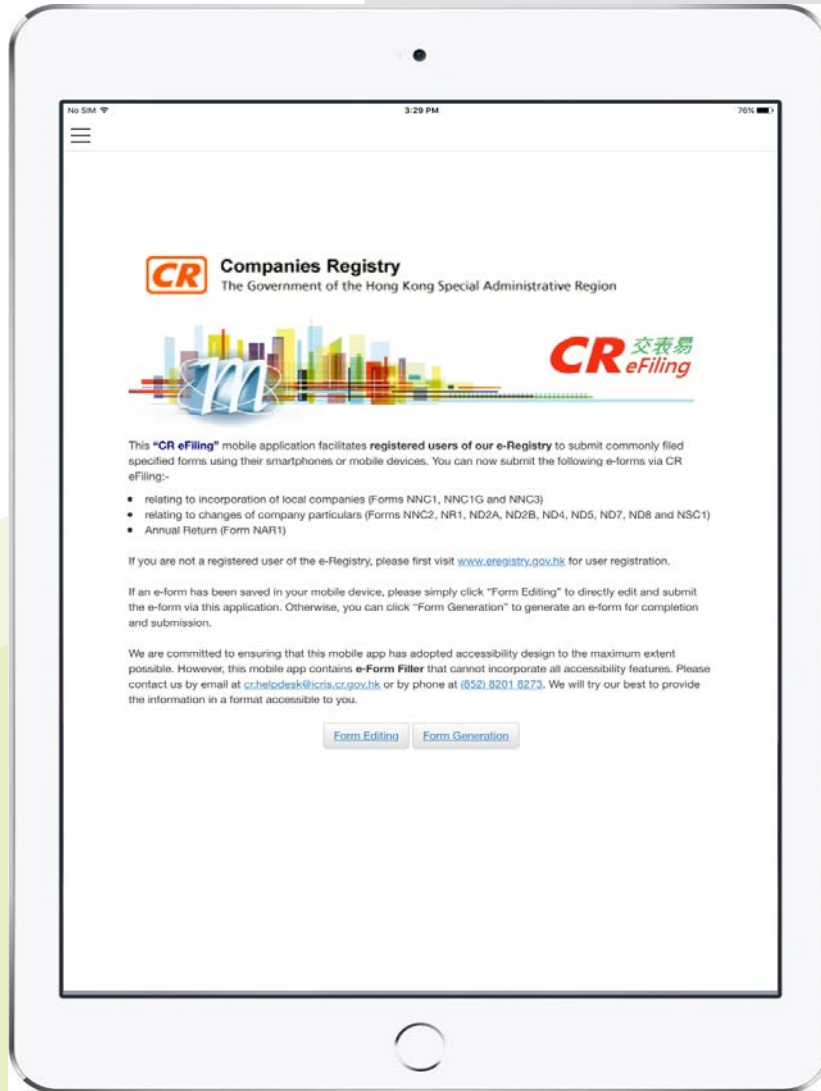 No SIM 3:29 PM 76%
CR Companies Registry
The Government of the Hong Kong Special Administrative Region
m
CR 交表易
eFiling
This "CR eFiling" mobile application facilitates registered users of our e-Registry to submit commonly filed
specified forms using their smartphones or mobile devices. You can now submit the following e-forms via CR
eFiling:-
• relating to incorporation of local companies (Forms NNC1, NNC1G and NNC3)
• relating to changes of company particulars (Forms NNC2, NR1, ND2A, ND2B, ND4, ND5, ND7, ND8 and NSC1)
• Annual Return (Form NAR1)
If you are not a registered user of the e-Registry, please first visit www.eregistry.gov.hk for user registration.
If an e-form has been saved in your mobile device, please simply click "Form Editing" to directly edit and submit
the e-form via this application. Otherwise, you can click "Form Generation" to generate an e-form for completion
and submission.
We are committed to ensuring that this mobile app has adopted accessibility design to the maximum extent
possible. However, this mobile app contains e-Form Filler that cannot incorporate all accessibility features. Please
contact us by email at cr.helpdesk@icris.cr.gov.hk or by phone at (852) 8201 8273. We will try our best to provide
the information in a format accessible to you.
Form Editing Form Generation